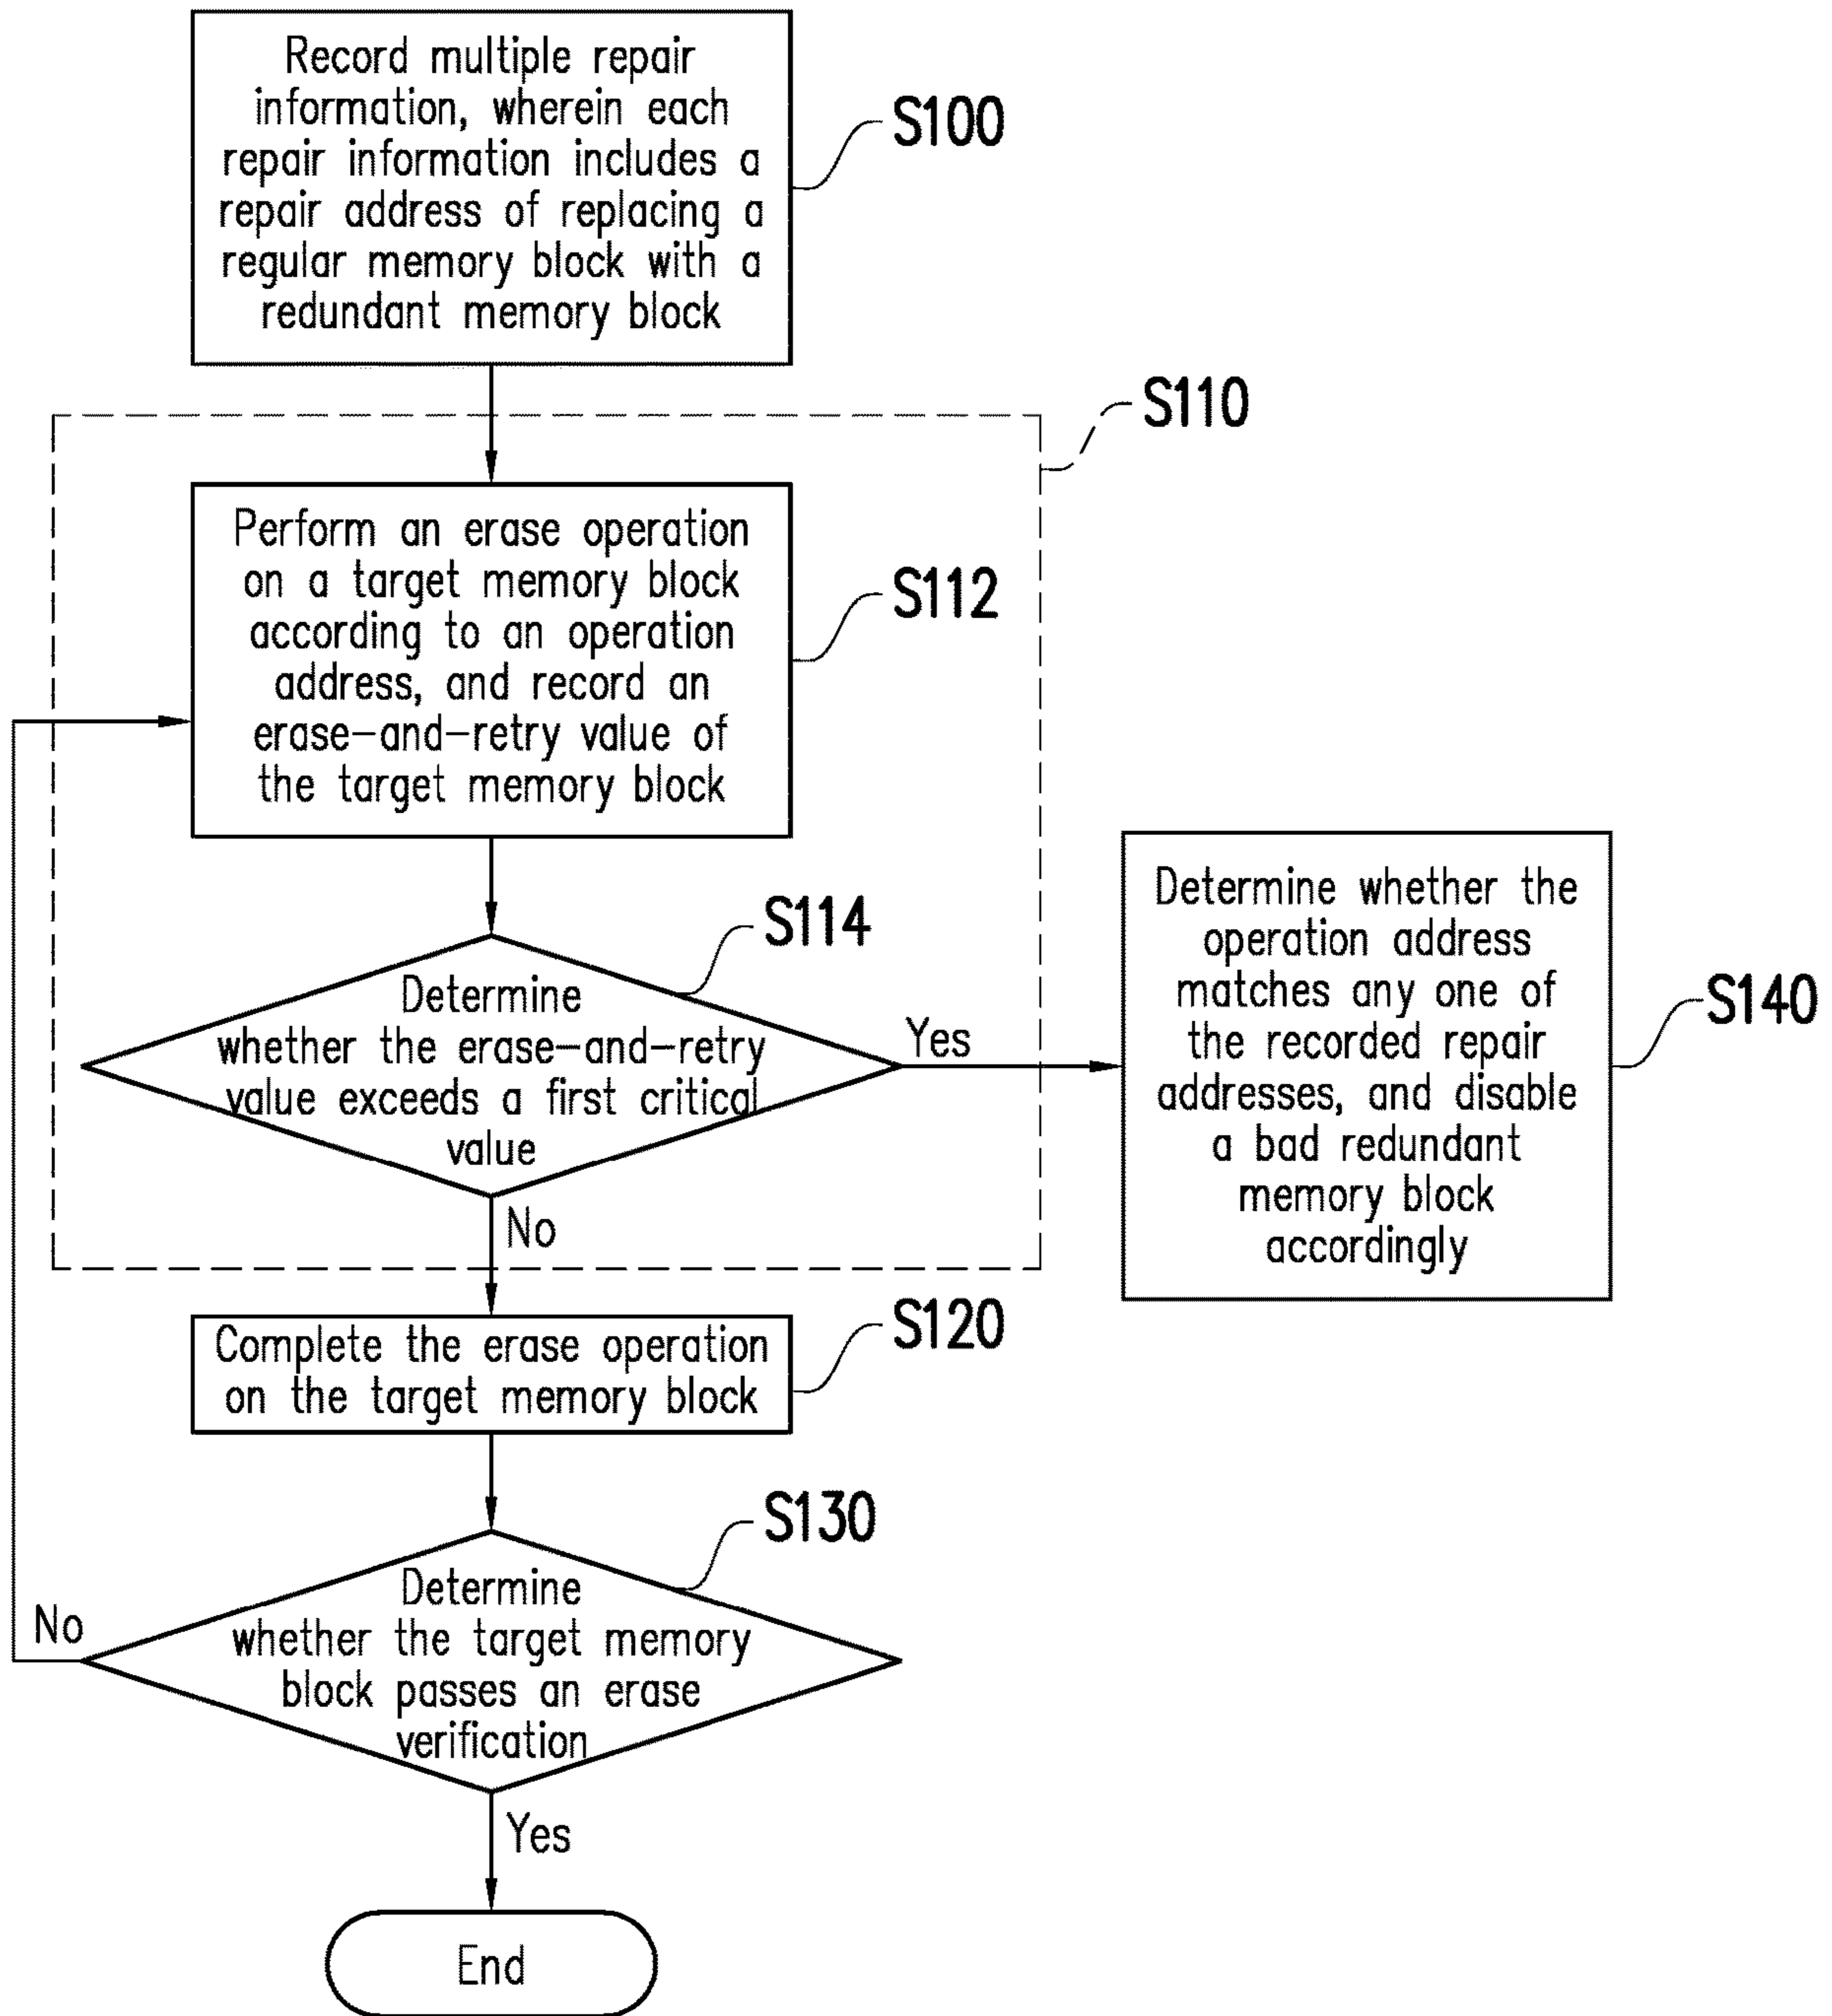 Record multiple repair
information, wherein each
repair information includes a
repair address of replacing a
regular memory block with a
redundant memory block
S100
S110
Perform an erase operation
on a target memory block
according to an operation
address, and record an
erase-and-retry value of
the target memory block
S112
S114
Determine
whether the erase-and-retry
value exceeds a first critical
value
Yes
No
Determine whether the
operation address
matches any one of
the recorded repair
addresses, and disable
a bad redundant
memory block
accordingly
S140
Complete the erase operation
on the target memory block
S120
S130
Determine
whether the target memory
block passes an erase
verification
No
Yes
End